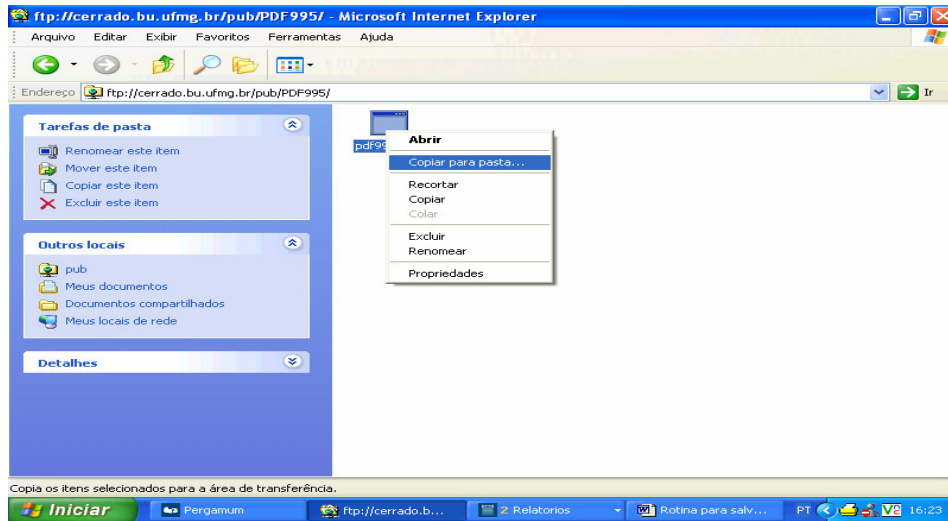 ftp://cerrado.bu.ufmg.br/pub/PDF995/ - Microsoft Internet Explorer
Arquivo Editar Exibir Favoritos Ferramentas Ajuda
Endereço ftp://cerrado.bu.ufmg.br/pub/PDF995/ Ir
Tarefas de pasta
Renomear este item
Mover este item
Copiar este item
Excluir este item
Outros locais
pub
Meus documentos
Documentos compartilhados
Meus locais de rede
Detalhes
Abrir
Copiar para pasta...
Recortar
Copiar
Colar
Excluir
Renomear
Propriedades
Copia os itens selecionados para a área de transferência.
Iniciar Pergamum ftp://cerrado.b... 2 Relatorios Rotina para salv... PT 16:23